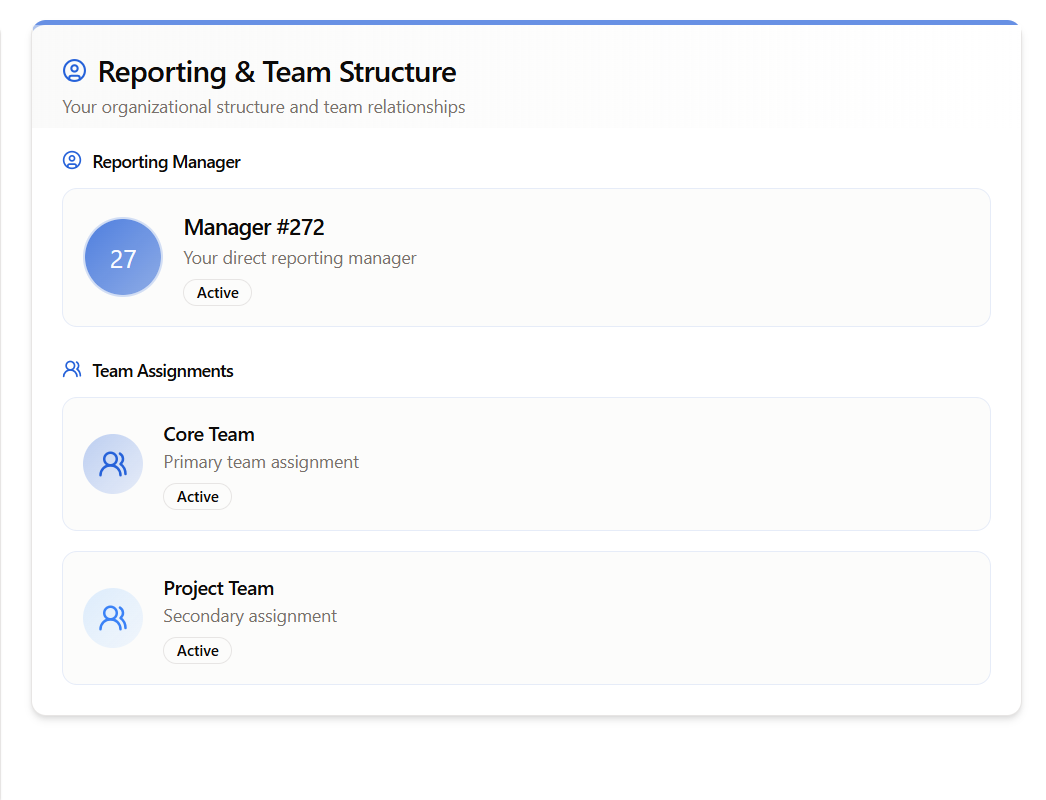 Reporting & Team Structure
Your organizational structure and team relationships
Reporting Manager
27
Manager #272
Your direct reporting manager
Active
Team Assignments
Core Team
Primary team assignment
Active
Project Team
Secondary assignment
Active